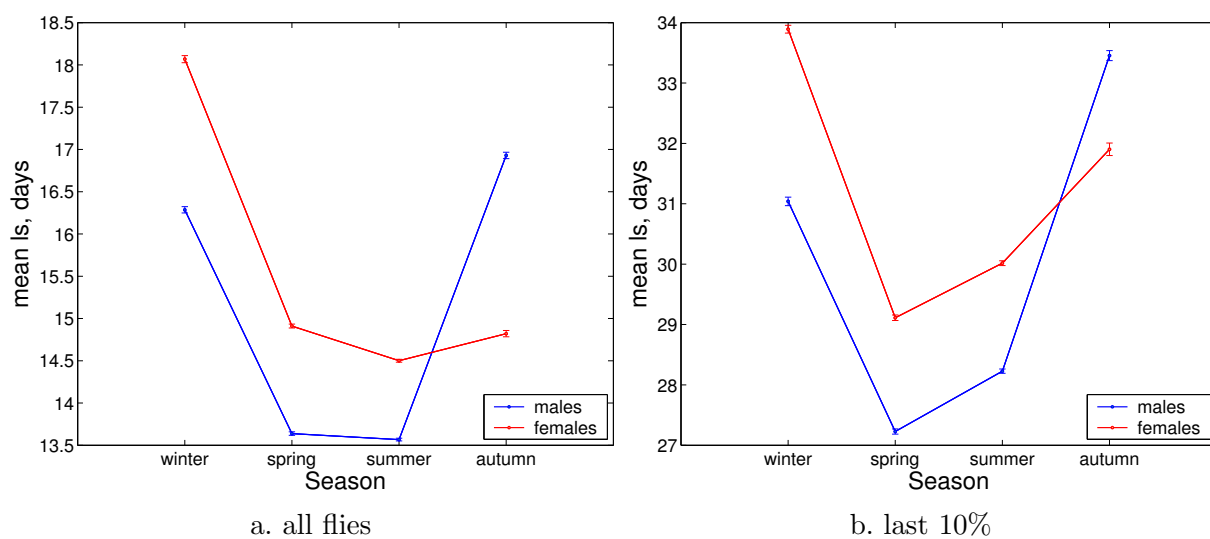 18.5
18
17.5
17
16.5
16
15.5
15
14.5
14
13.5
mean ls, days
winter spring summer autumn
Season
males
females
a. all flies
34
33
32
31
30
29
28
27
mean ls, days
winter spring summer autumn
Season
males
females
b. last 10%